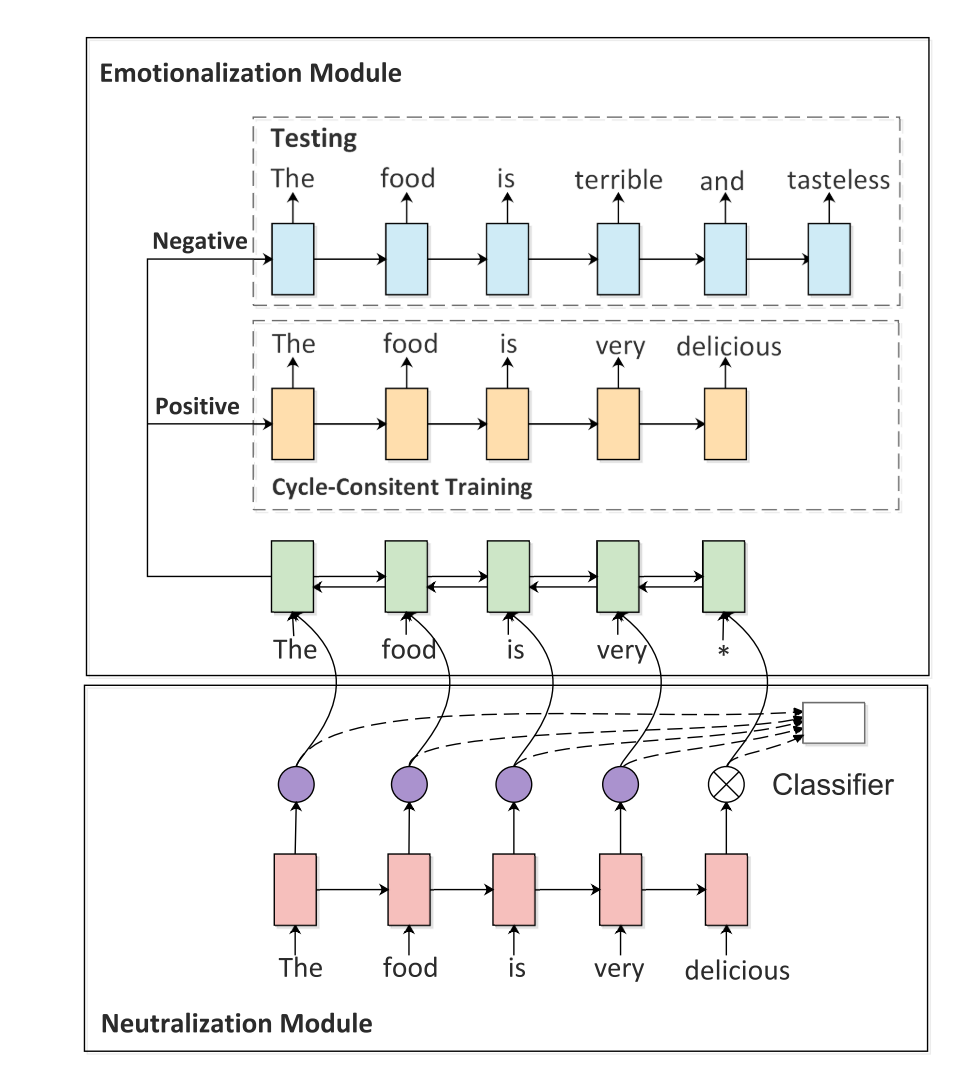 Emotionalization Module
Testing
The food is terrible and tasteless
Negative
The food is very delicious
Positive
Cycle-Consitent Training
The food is very *
Classifier
The food is very delicious
Neutralization Module